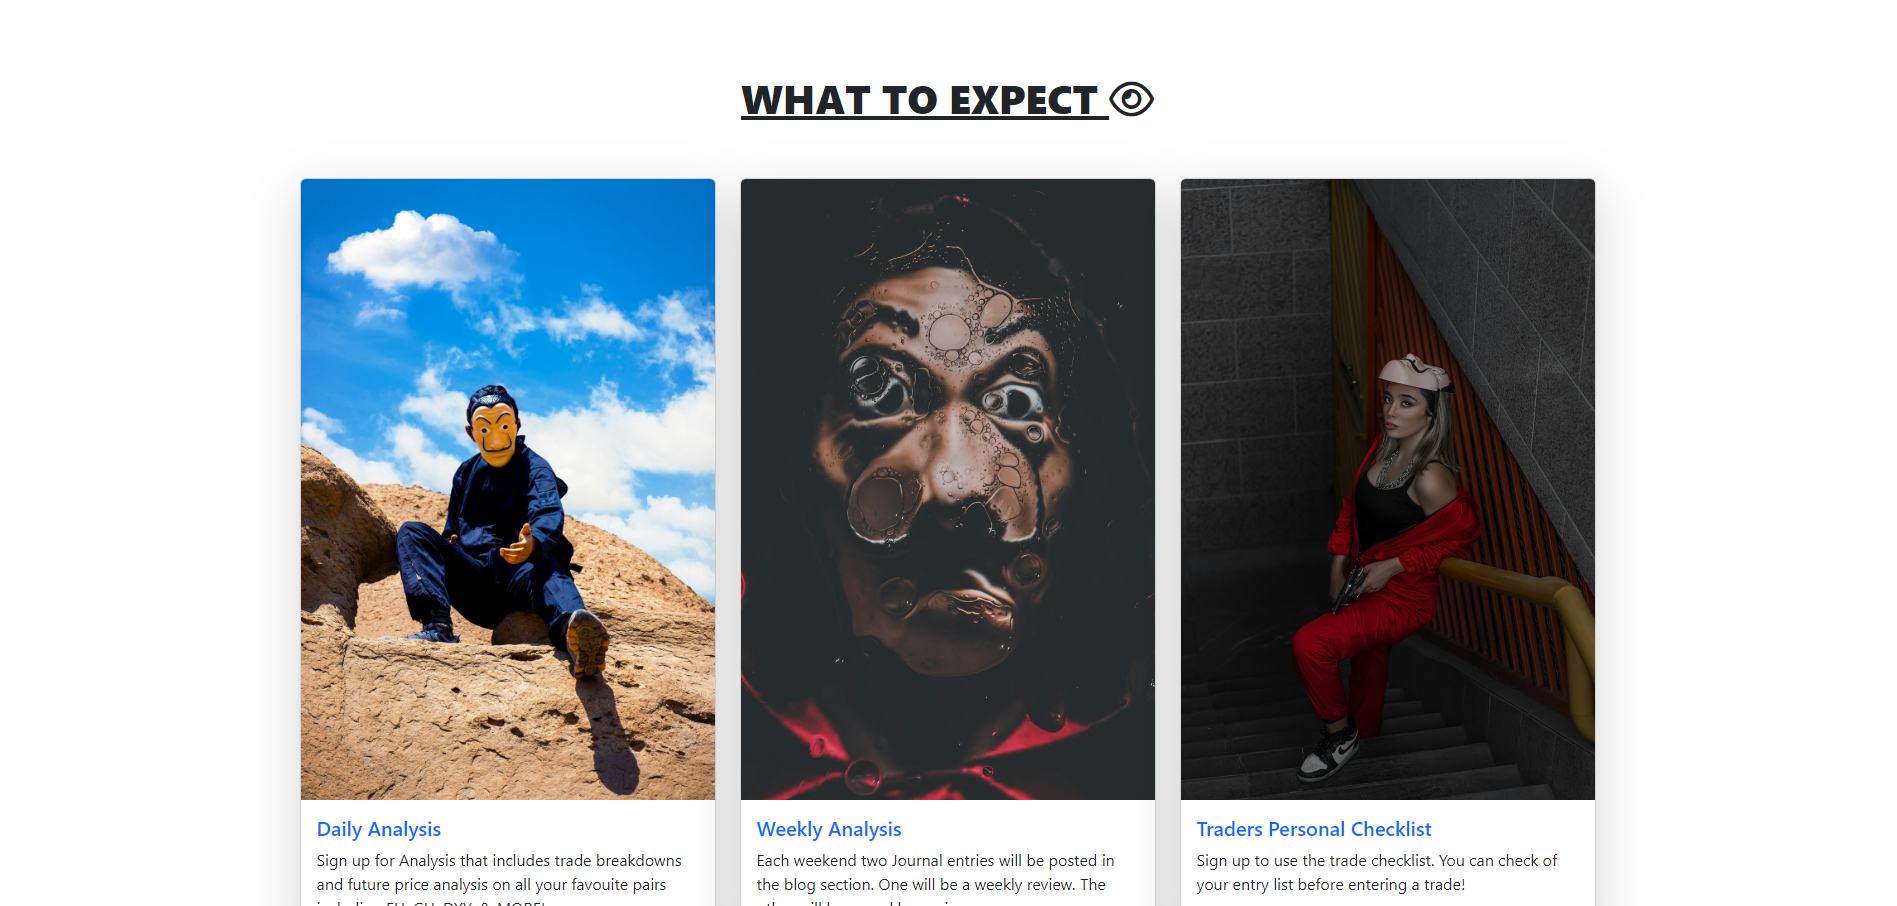 WHAT TO EXPECT
Daily Analysis
Sign up for Analysis that includes trade breakdowns
and future price analysis on all your favouite pairs
Weekly Analysis
Each weekend two Journal entries will be posted in
the blog section. One will be a weekly review. The
Traders Personal Checklist
Sign up to use the trade checklist. You can check of
your entry list before entering a trade!